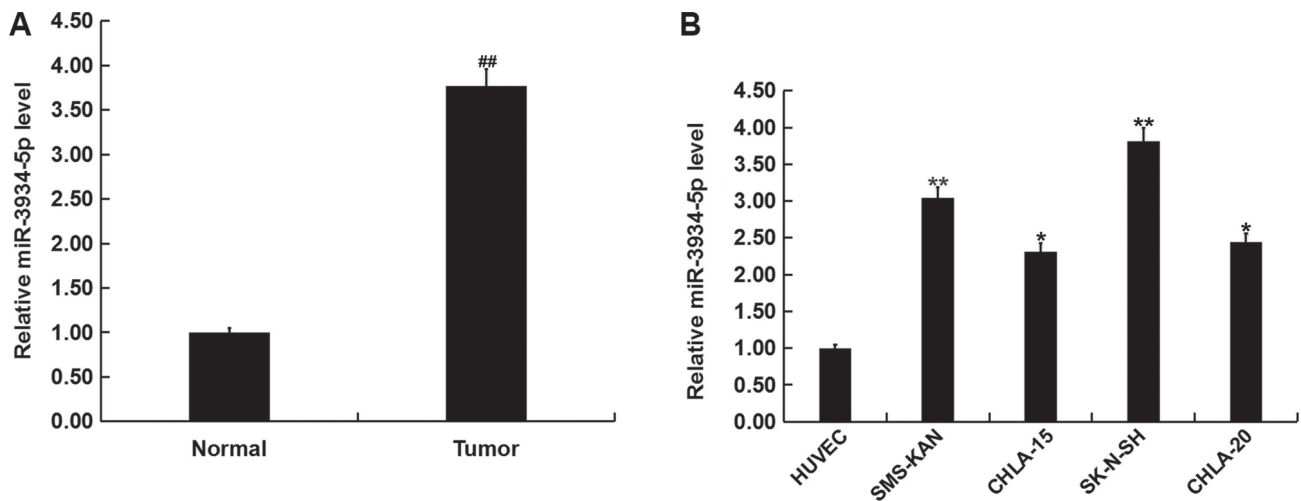 A
Relative miR-3934-5p level
4.50
4.00
3.50
3.00
2.50
2.00
1.50
1.00
0.50
0.00
##
Normal
Tumor
B
Relative miR-3934-5p level
4.50
4.00
3.50
3.00
2.50
2.00
1.50
1.00
0.50
0.00
**
*
**
*
HUVEC
SMS-KAN
CHLA-15
SK-N-SH
CHLA-20